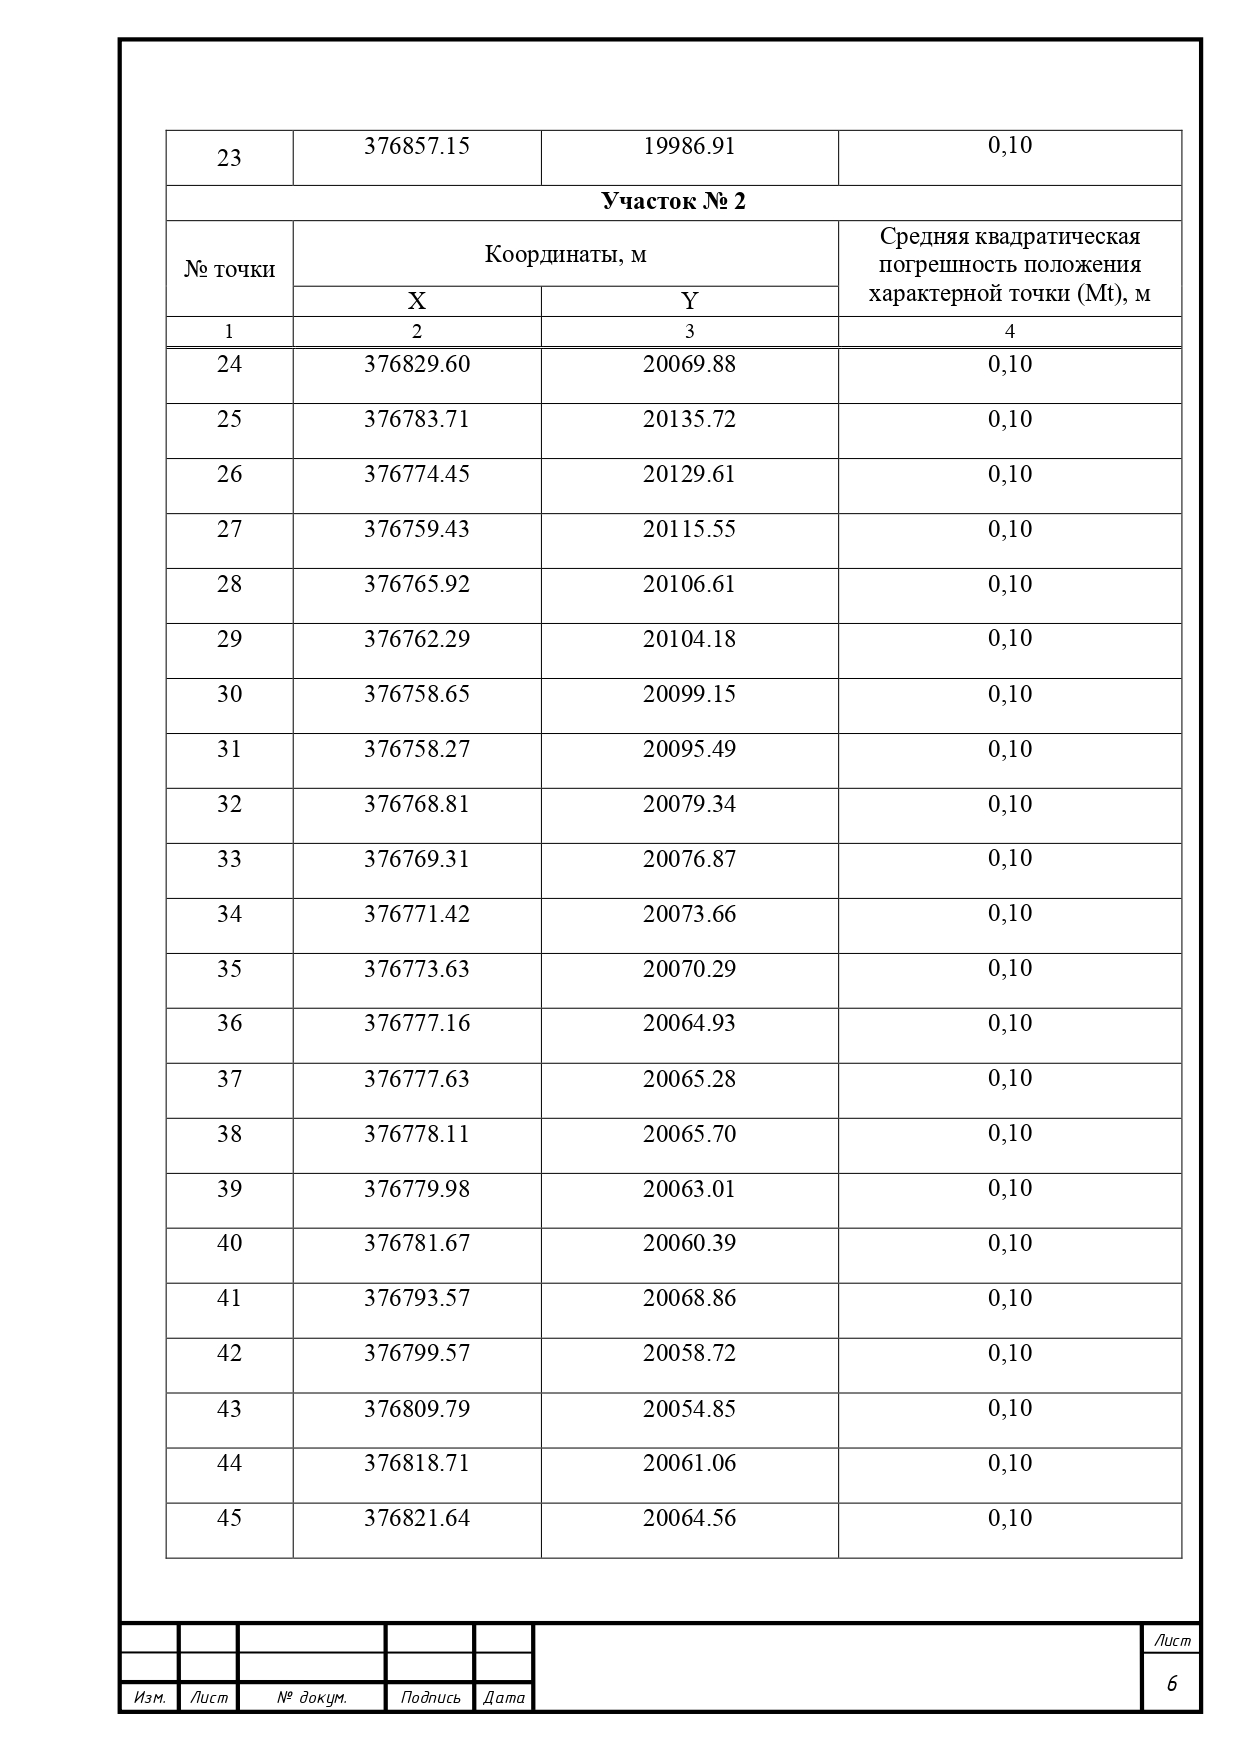 23 376857.15 19986.91 0,10
Участок № 2
№ точки Координаты, м Средняя квадратическая
погрешность положения
характерной точки (Mt), м
X Y
1 2 3 4
24 376829.60 20069.88 0,10
25 376783.71 20135.72 0,10
26 376774.45 20129.61 0,10
27 376759.43 20115.55 0,10
28 376765.92 20106.61 0,10
29 376762.29 20104.18 0,10
30 376758.65 20099.15 0,10
31 376758.27 20095.49 0,10
32 376768.81 20079.34 0,10
33 376769.31 20076.87 0,10
34 376771.42 20073.66 0,10
35 376773.63 20070.29 0,10
36 376777.16 20064.93 0,10
37 376777.63 20065.28 0,10
38 376778.11 20065.70 0,10
39 376779.98 20063.01 0,10
40 376781.67 20060.39 0,10
41 376793.57 20068.86 0,10
42 376799.57 20058.72 0,10
43 376809.79 20054.85 0,10
44 376818.71 20061.06 0,10
45 376821.64 20064.56 0,10
Лист
6
Изм. Лист № докум. Подпись Дата